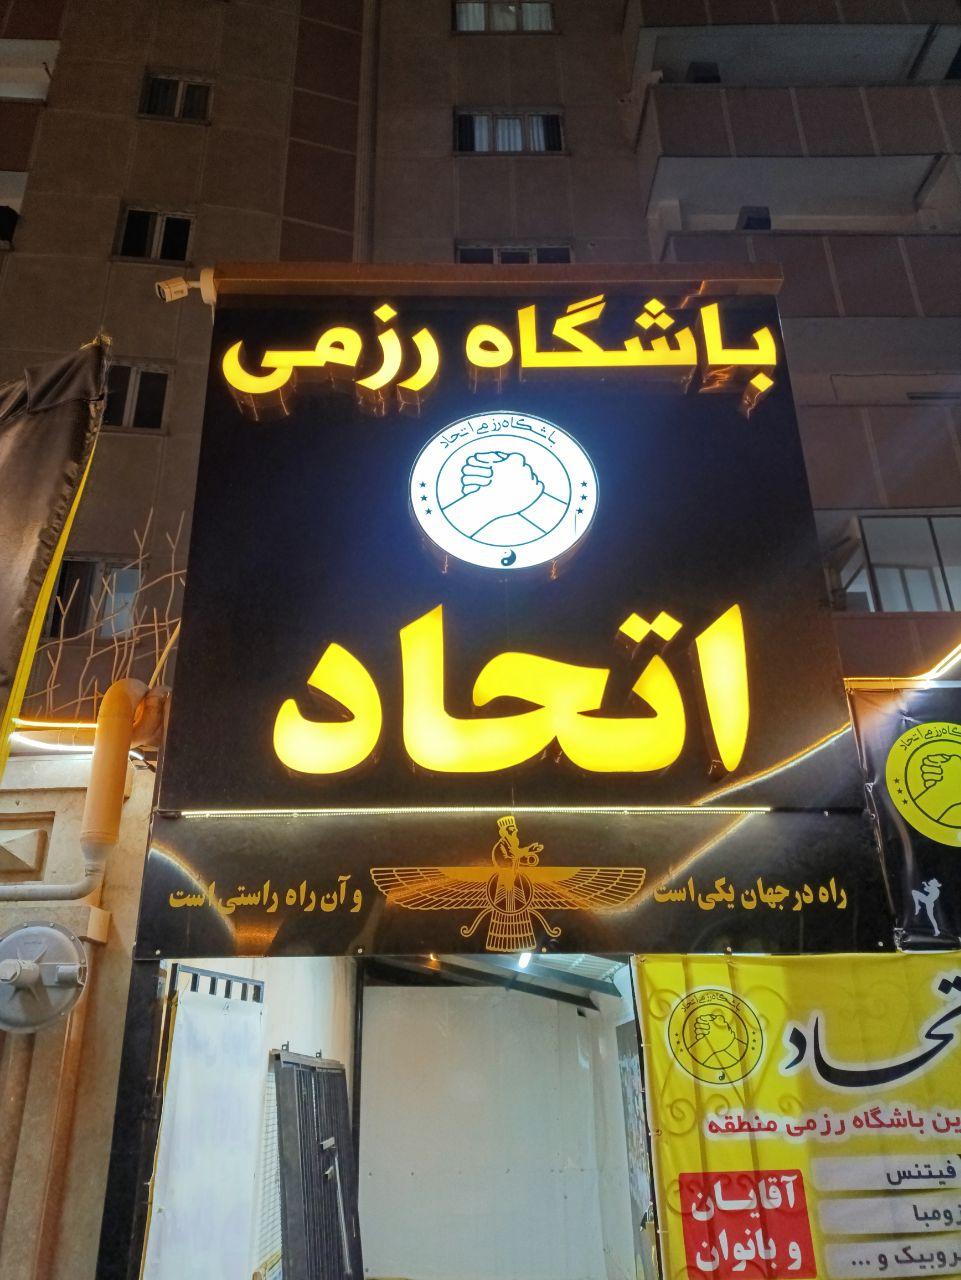 باشگاه رزمی
باشگاه رزمی اتحاد
اتحاد
راه در جهان یکی است
و آن راه راستی است
باشگاه رزمی اتحاد
باشگاه رزمی اتحاد
باشگاه رزمی منطقه
فیتنس
زومبا
و ...
آقایان
و بانوان